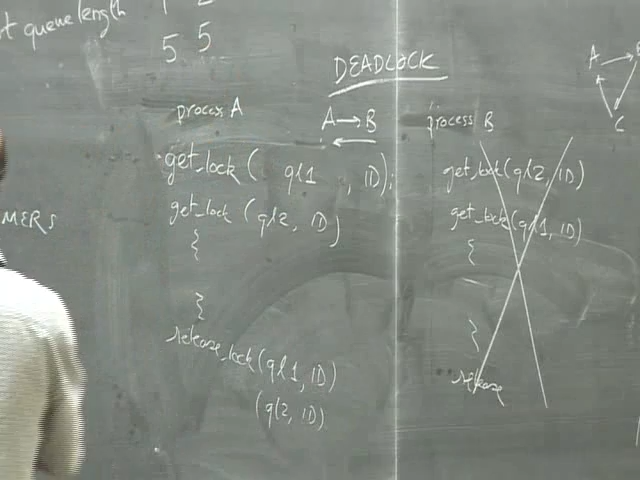 queue length
5 5
DEADLOCK
process A
A → B
←
process B
get_lock ( ql1 , ID);
get_lock (ql2, ID)
{
}
release_lock (ql1, ID)
(ql2, ID)
get_lock (ql2, ID)
get_lock (ql1, ID)
{
}
release
A
C
MERS